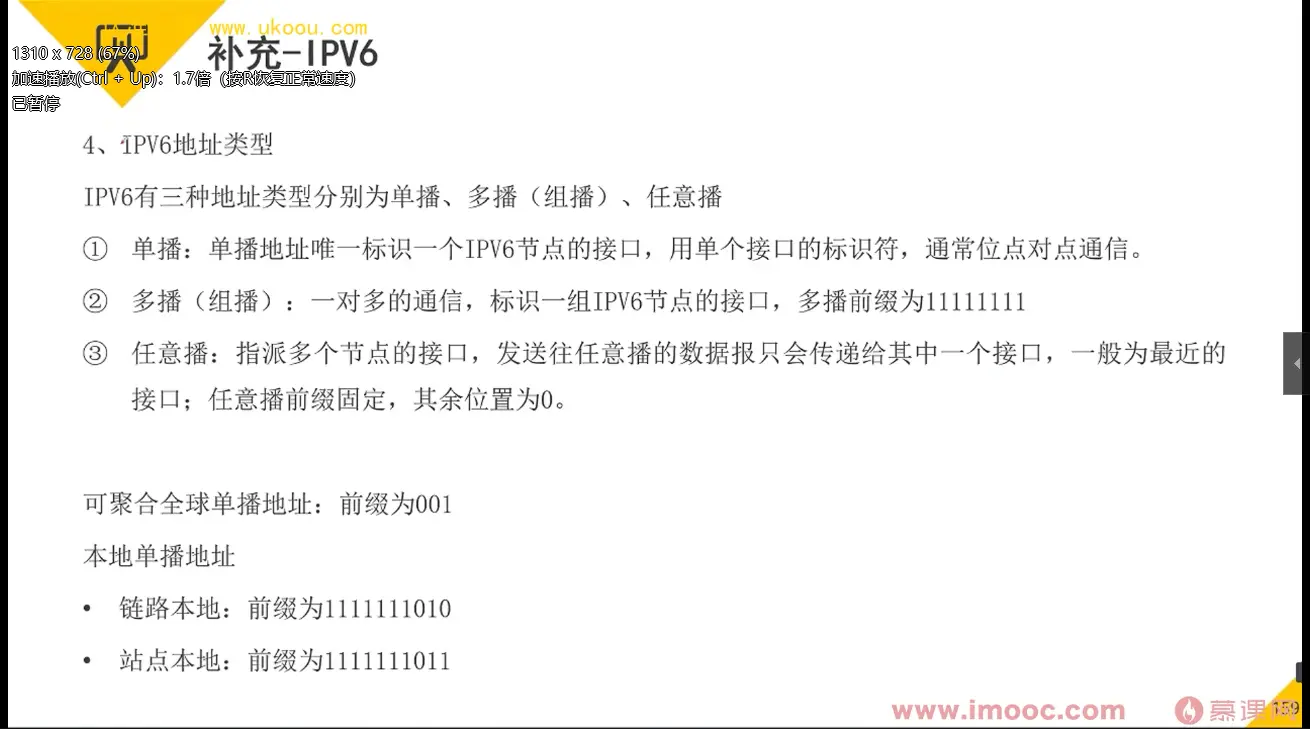 www.ukoou.com
补充-IPV6
1310 x 728 (67%)
加速播放(Ctrl + Up)：1.7倍 (按R恢复正常速度)
已暂停
4、IPV6地址类型
IPV6有三种地址类型分别为单播、多播（组播）、任意播
① 单播：单播地址唯一标识一个IPV6节点的接口，用单个接口的标识符，通常位点对点通信。
② 多播（组播）：一对多的通信，标识一组IPV6节点的接口，多播前缀为11111111
③ 任意播：指派多个节点的接口，发送往任意播的数据报只会传递给其中一个接口，一般为最近的
接口；任意播前缀固定，其余位置为0。
可聚合全球单播地址：前缀为001
本地单播地址
• 链路本地：前缀为1111111010
• 站点本地：前缀为1111111011
www.imooc.com
慕课网
159